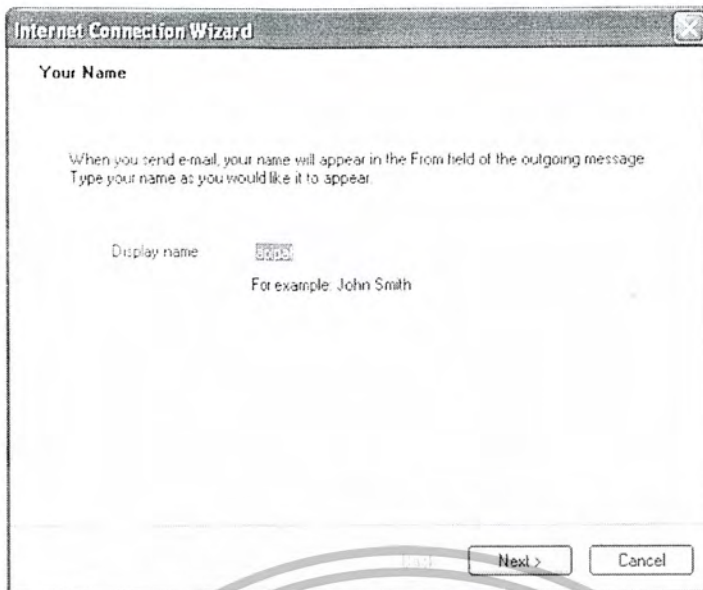 Internet Connection Wizard
Your Name
When you send e-mail, your name will appear in the From field of the outgoing message.
Type your name as you would like it to appear.
Display name
For example: John Smith
Back
Next >
Cancel